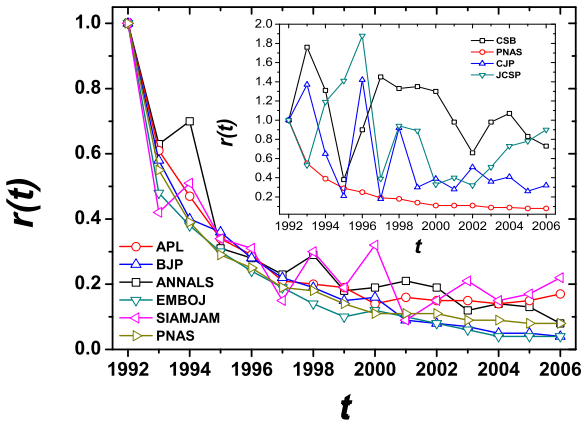 r(t)
1.0
0.8
0.6
0.4
0.2
0.0
APL
BJP
ANNALS
EMBOJ
SIAMJAM
PNAS
1992 1994 1996 1998 2000 2002 2004 2006
t
r(t)
2.0
1.8
1.6
1.4
1.2
1.0
0.8
0.6
0.4
0.2
CSB
PNAS
CJP
JCSP
1992 1994 1996 1998 2000 2002 2004 2006
t